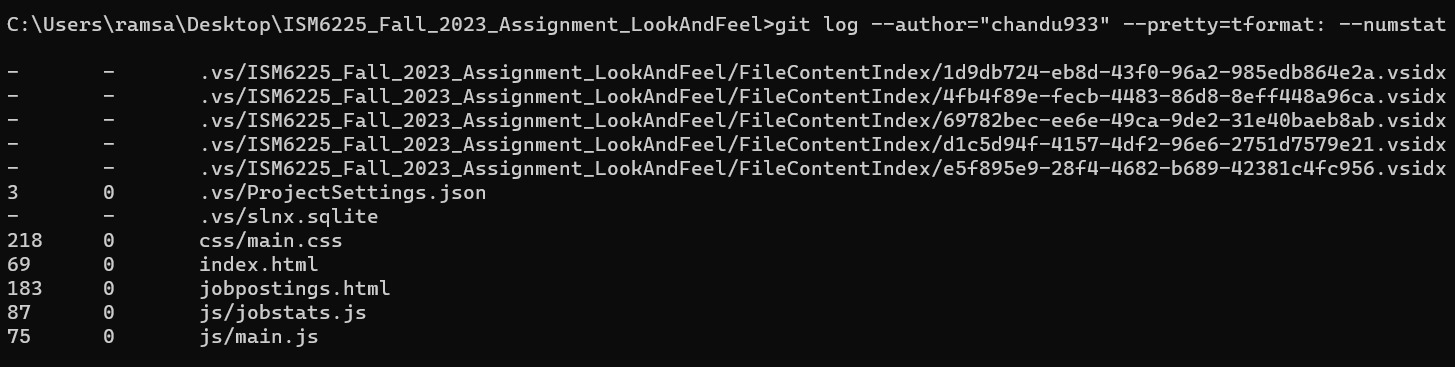 C:\Users\ramsa\Desktop\ISM6225_Fall_2023_Assignment_LookAndFeel>git log --author="chandu933" --pretty=tformat: --numstat
- - .vs/ISM6225_Fall_2023_Assignment_LookAndFeel/FileContentIndex/1d9db724-eb8d-43f0-96a2-985edb864e2a.vsidx
- - .vs/ISM6225_Fall_2023_Assignment_LookAndFeel/FileContentIndex/4fb4f89e-fecb-4483-86d8-8eff448a96ca.vsidx
- - .vs/ISM6225_Fall_2023_Assignment_LookAndFeel/FileContentIndex/69782bec-ee6e-49ca-9de2-31e40baeb8ab.vsidx
- - .vs/ISM6225_Fall_2023_Assignment_LookAndFeel/FileContentIndex/d1c5d94f-4157-4df2-96e6-2751d7579e21.vsidx
- - .vs/ISM6225_Fall_2023_Assignment_LookAndFeel/FileContentIndex/e5f895e9-28f4-4682-b689-42381c4fc956.vsidx
3 0 .vs/ProjectSettings.json
- - .vs/slnx.sqlite
218 0 css/main.css
69 0 index.html
183 0 jobpostings.html
87 0 js/jobstats.js
75 0 js/main.js